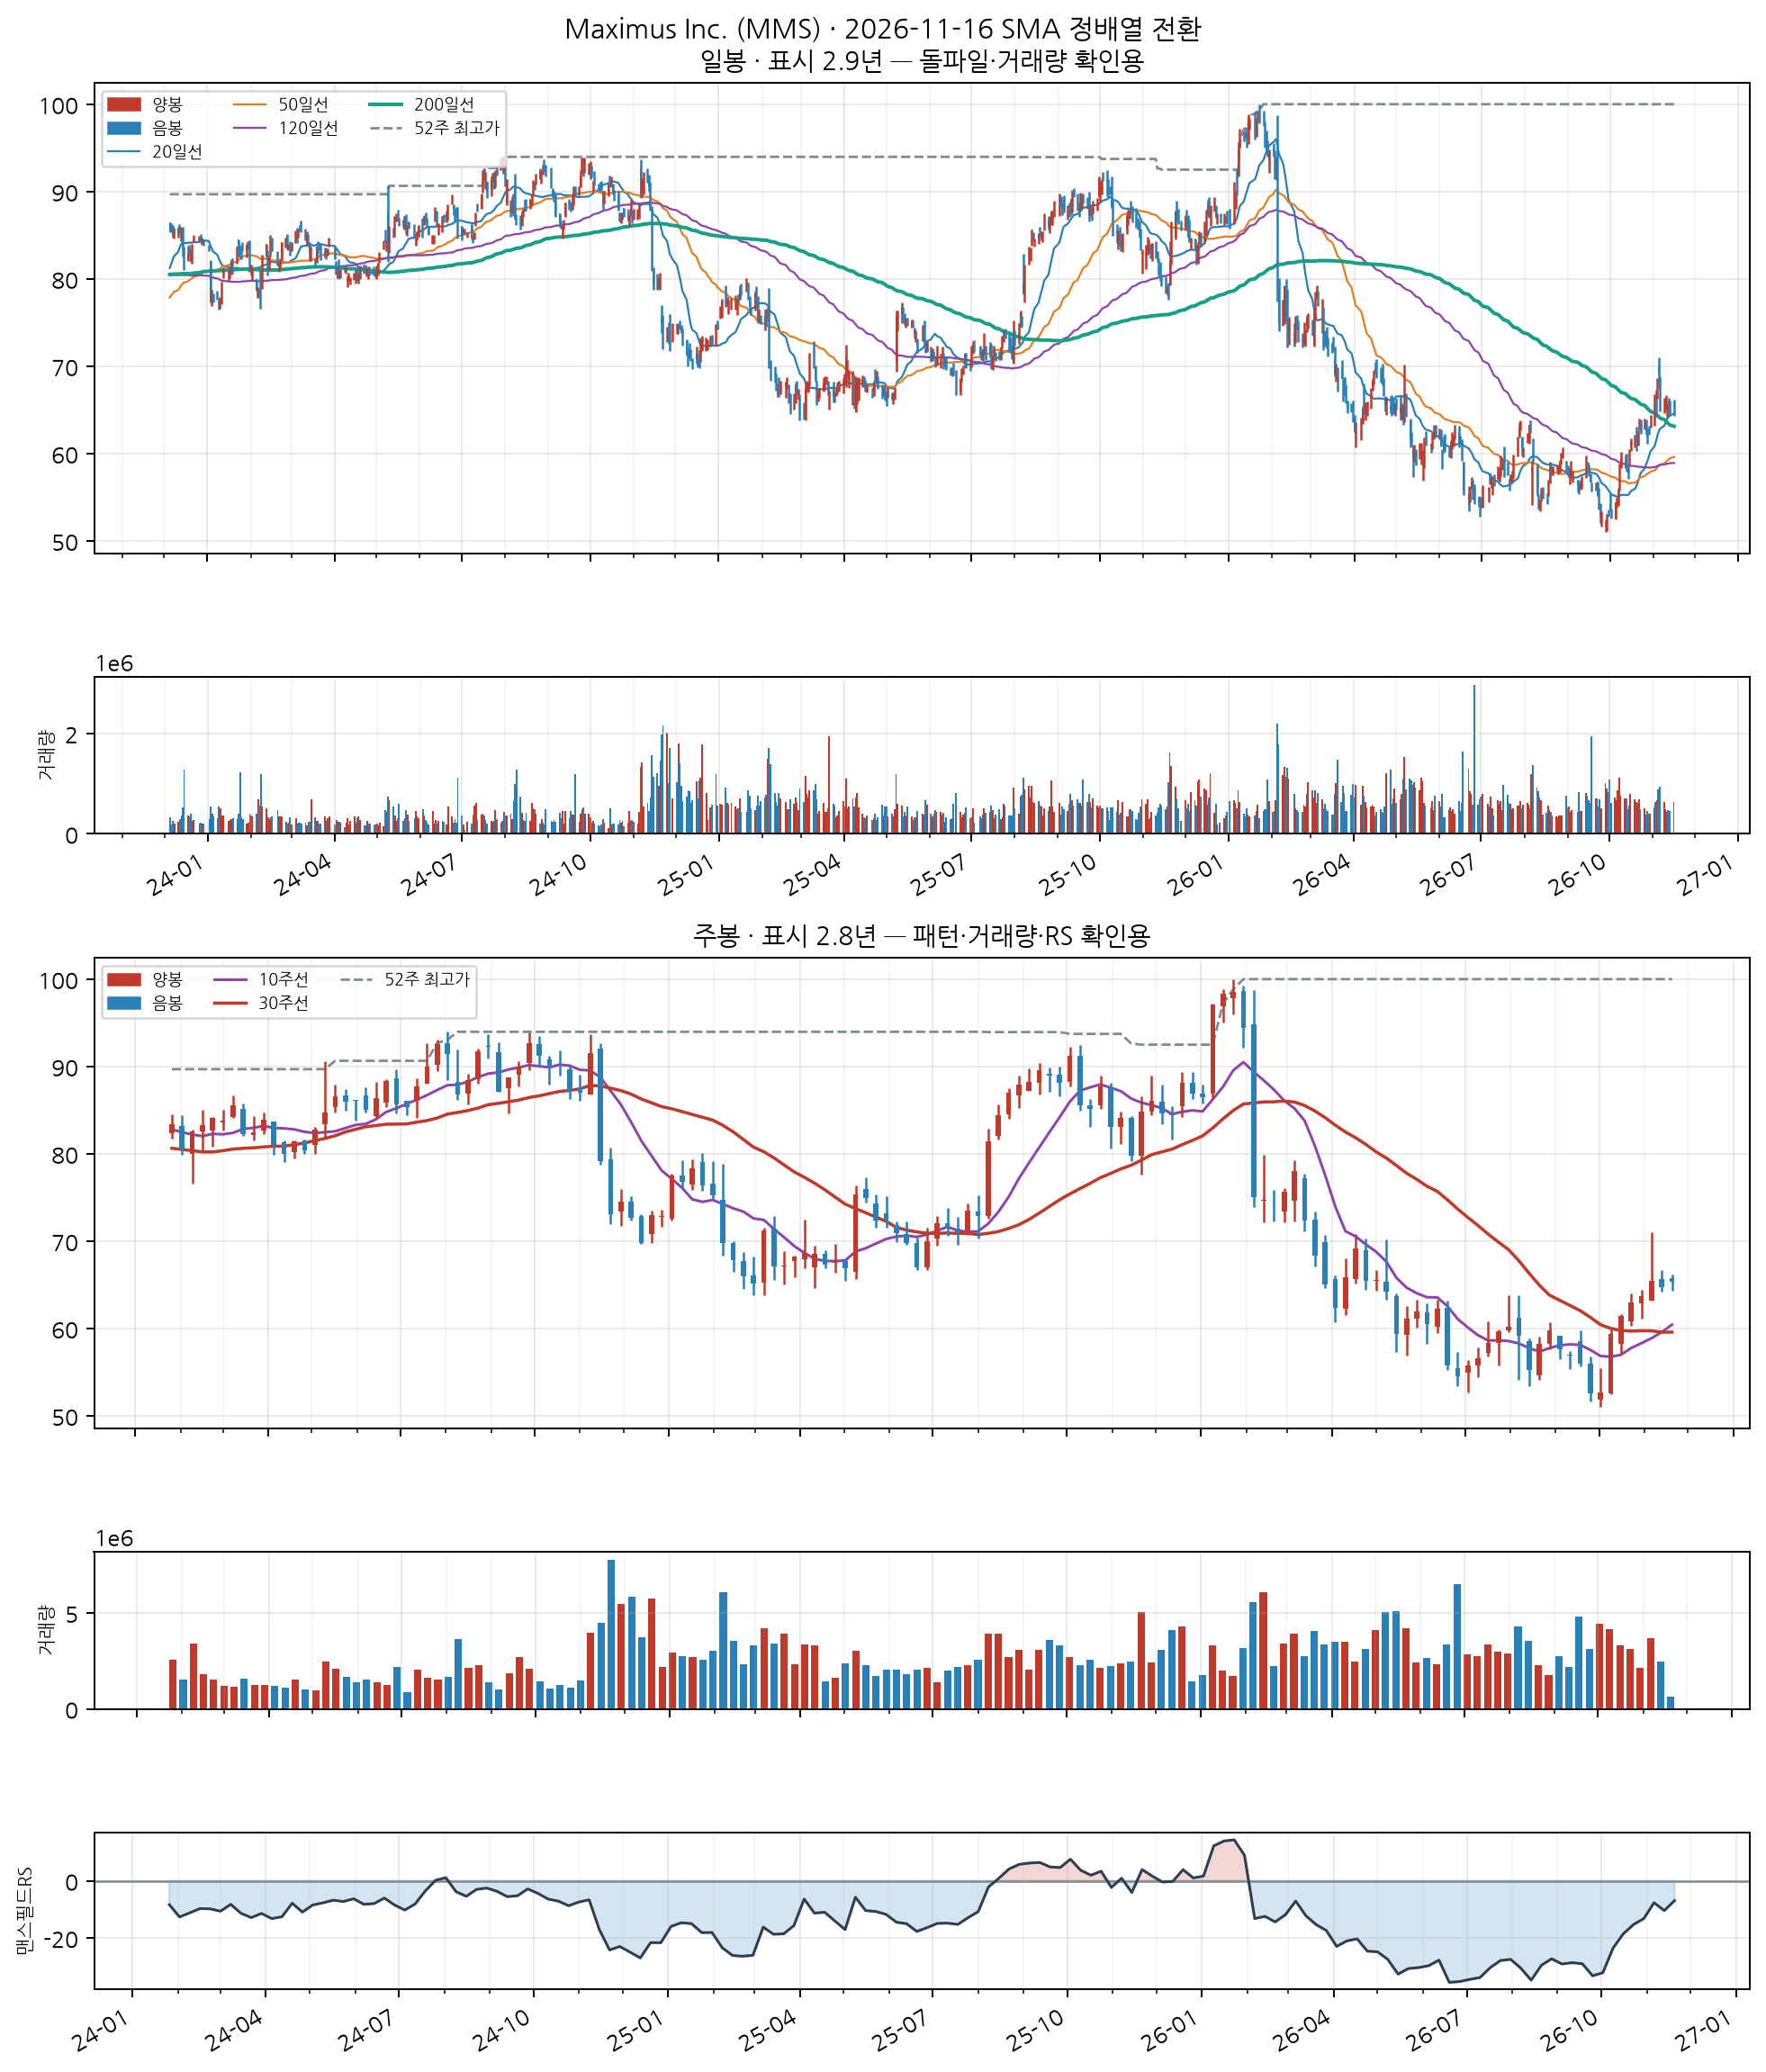 Maximus Inc. (MMS) · 2026-11-16 SMA 정배열 전환
일봉 · 표시 2.9년 — 돌파일·거래량 확인용
양봉
음봉
20일선
50일선
120일선
200일선
52주 최고가
100
90
80
70
60
50
1e6
거래량
2
0
24-01
24-04
24-07
24-10
25-01
25-04
25-07
25-10
26-01
26-04
26-07
26-10
27-01
주봉 · 표시 2.8년 — 패턴·거래량·RS 확인용
양봉
음봉
10주선
30주선
52주 최고가
100
90
80
70
60
50
1e6
거래량
5
0
맨스필드RS
0
-20
24-01
24-04
24-07
24-10
25-01
25-04
25-07
25-10
26-01
26-04
26-07
26-10
27-01